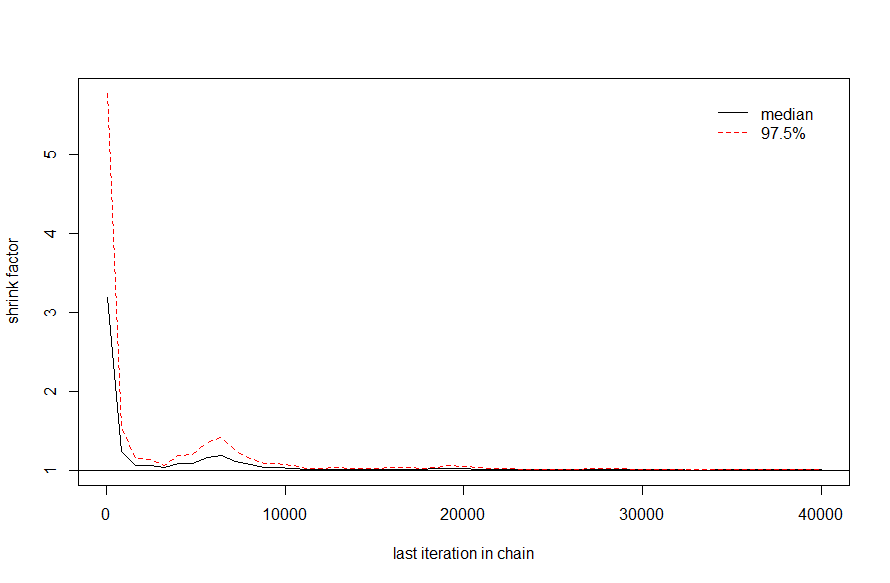 median
97.5%
5
4
3
2
1
shrink factor
0 10000 20000 30000 40000
last iteration in chain